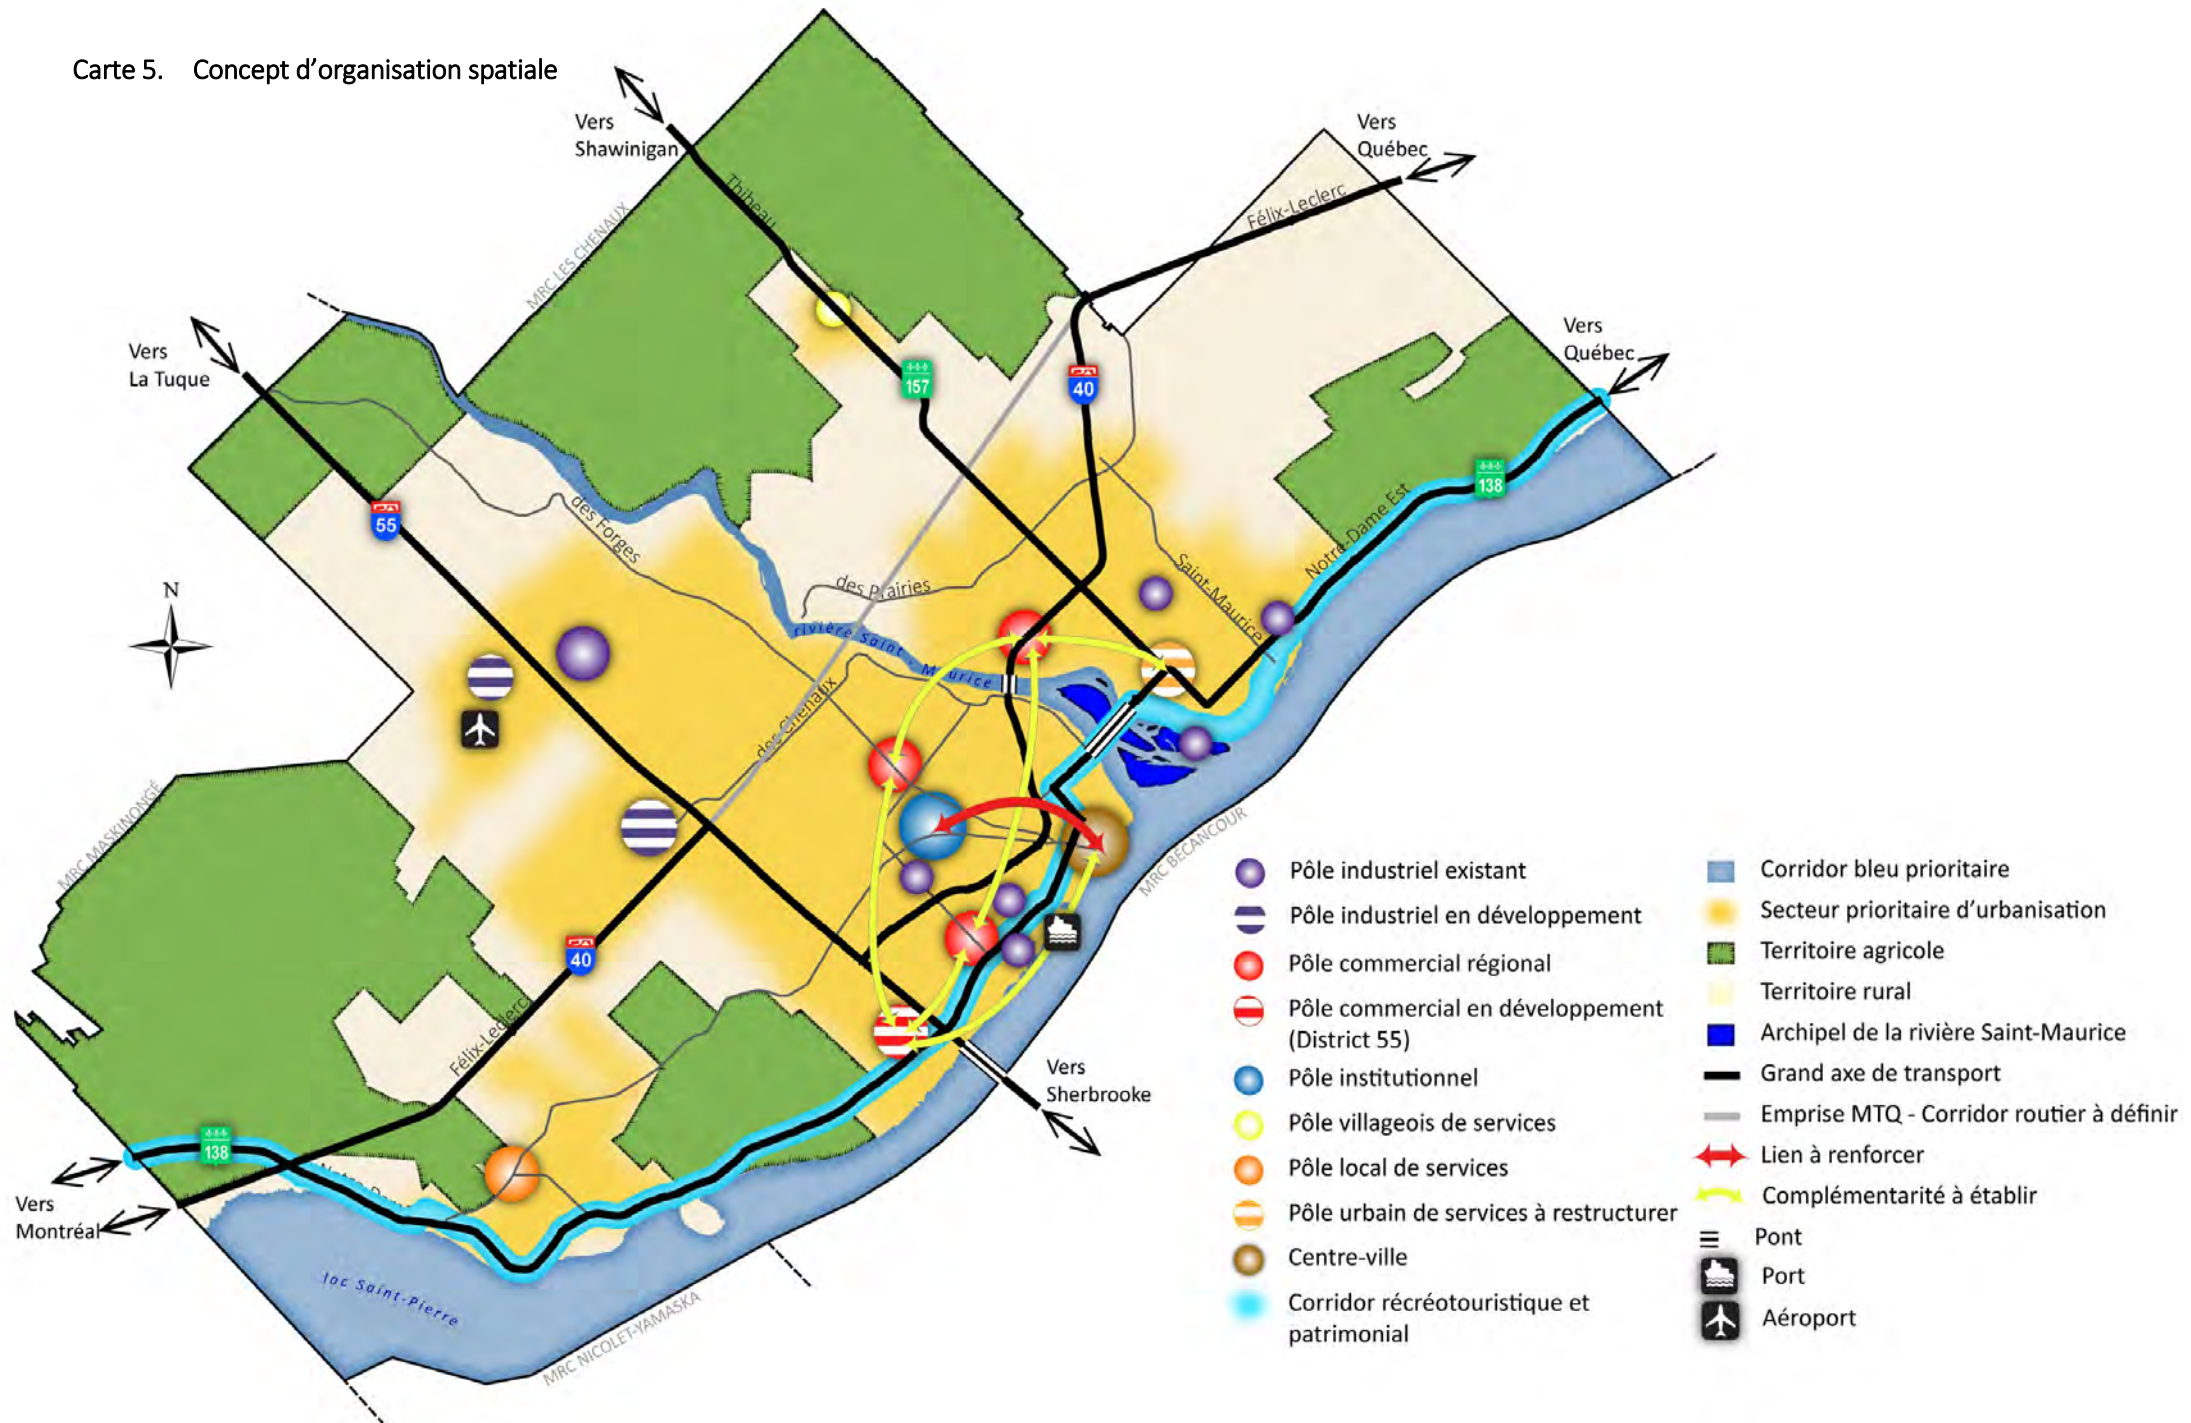 Carte 5. Concept d'organisation spatiale
Vers
Shawinigan
Vers
Québec
Thibeau
Félix-Leclerc
MRC LES CHENAUX
Vers
La Tuque
Vers
Québec
157
40
138
55
des Forges
Notre-Dame Est
Saint-Maurice
des Prairies
N
rivière Saint-Maurice
des Chenaux
MRC MASKINONGÉ
MRC BÉCANCOUR
40
Félix-Leclerc
Vers
Sherbrooke
138
Vers
Montréal
lac Saint-Pierre
MRC NICOLET-YAMASKA
Pôle industriel existant
Pôle industriel en développement
Pôle commercial régional
Pôle commercial en développement
(District 55)
Pôle institutionnel
Pôle villageois de services
Pôle local de services
Pôle urbain de services à restructurer
Centre-ville
Corridor récréotouristique et
patrimonial
Corridor bleu prioritaire
Secteur prioritaire d'urbanisation
Territoire agricole
Territoire rural
Archipel de la rivière Saint-Maurice
Grand axe de transport
Emprise MTQ - Corridor routier à définir
Lien à renforcer
Complémentarité à établir
Pont
Port
Aéroport